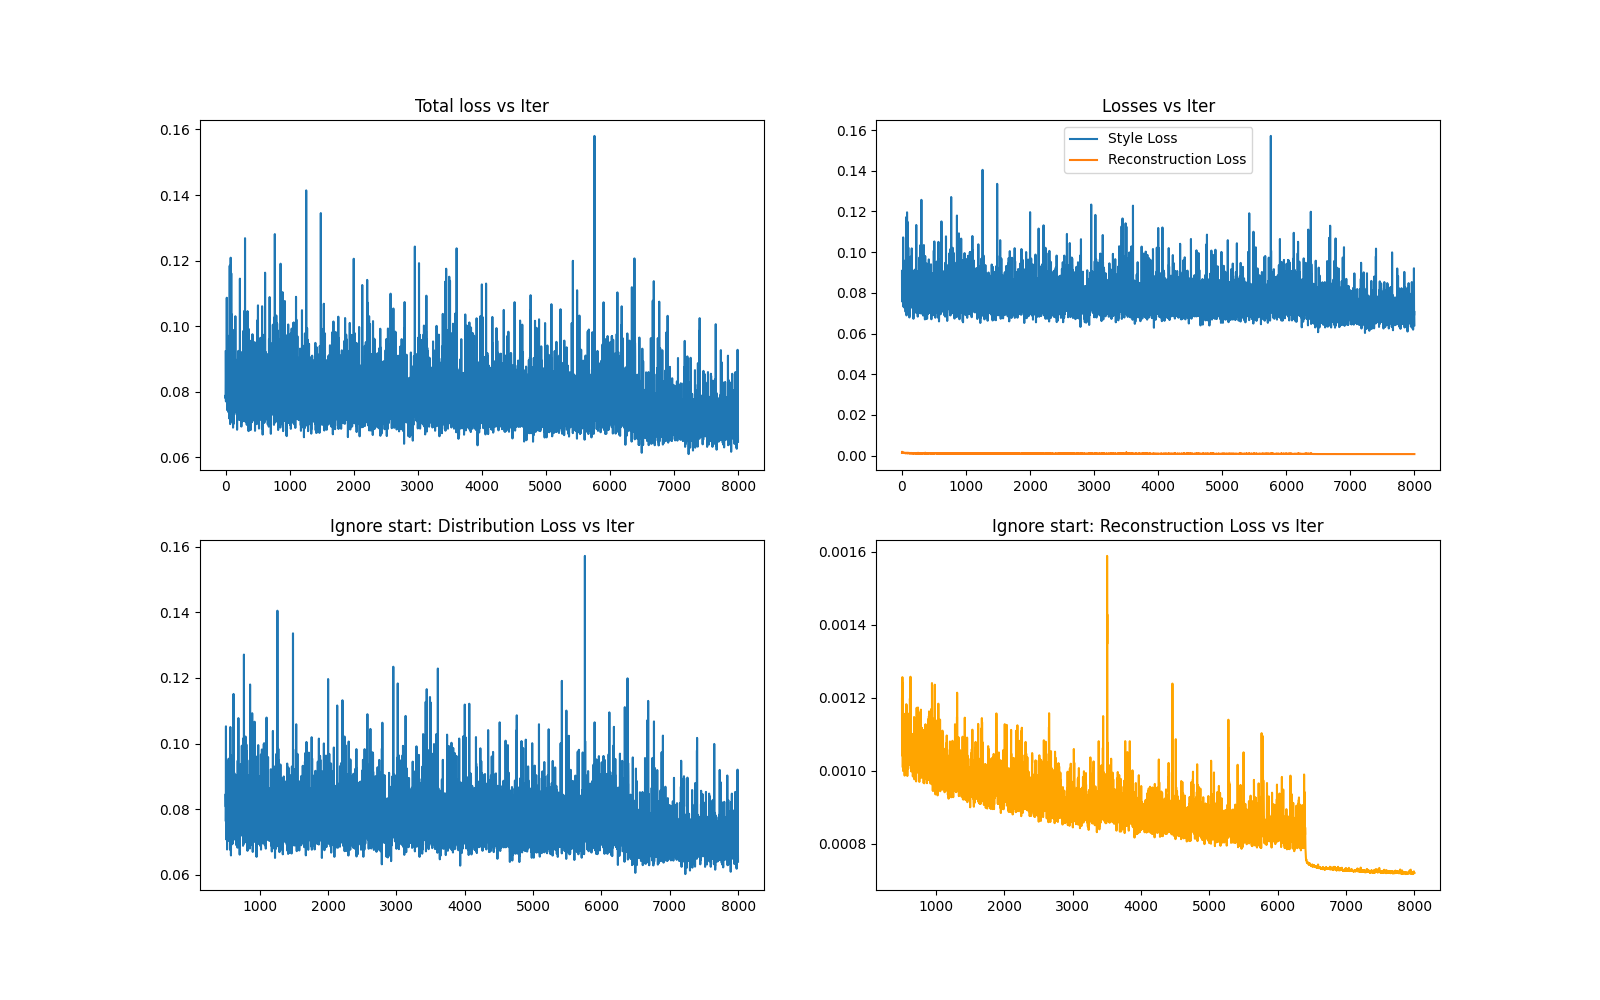 Total loss vs Iter
0.16
0.14
0.12
0.10
0.08
0.06
0 1000 2000 3000 4000 5000 6000 7000 8000
Losses vs Iter
Style Loss
Reconstruction Loss
0.16
0.14
0.12
0.10
0.08
0.06
0.04
0.02
0.00
0 1000 2000 3000 4000 5000 6000 7000 8000
Ignore start: Distribution Loss vs Iter
0.16
0.14
0.12
0.10
0.08
0.06
1000 2000 3000 4000 5000 6000 7000 8000
Ignore start: Reconstruction Loss vs Iter
0.0016
0.0014
0.0012
0.0010
0.0008
1000 2000 3000 4000 5000 6000 7000 8000